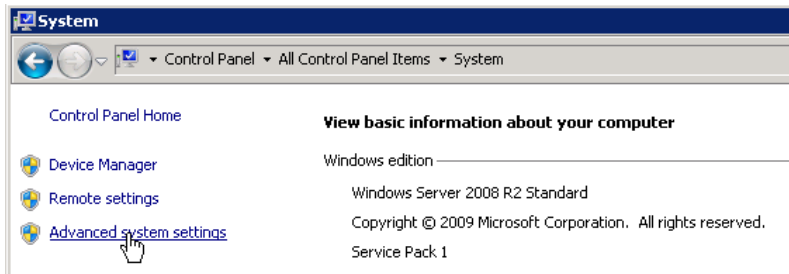 System
Control Panel All Control Panel Items System
Control Panel Home
View basic information about your computer
Device Manager
Windows edition
Remote settings
Windows Server 2008 R2 Standard
Advanced system settings
Copyright © 2009 Microsoft Corporation. All rights reserved.
Service Pack 1